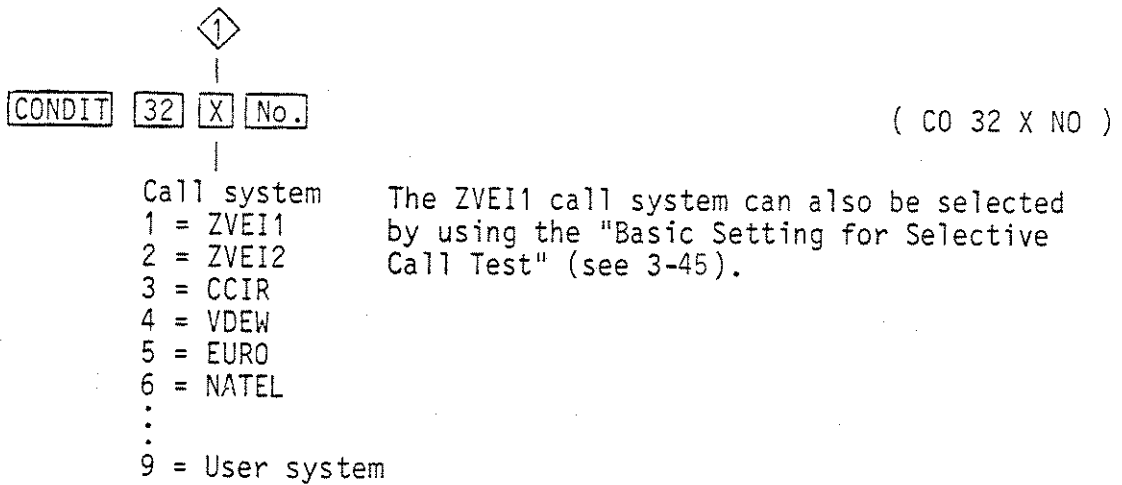 1
CONDIT 32 X No. ( CO 32 X NO )
Call system
1 = ZVEI1
2 = ZVEI2
3 = CCIR
4 = VDEW
5 = EURO
6 = NATEL
.
.
.
9 = User system
The ZVEI1 call system can also be selected
by using the "Basic Setting for Selective
Call Test" (see 3-45).